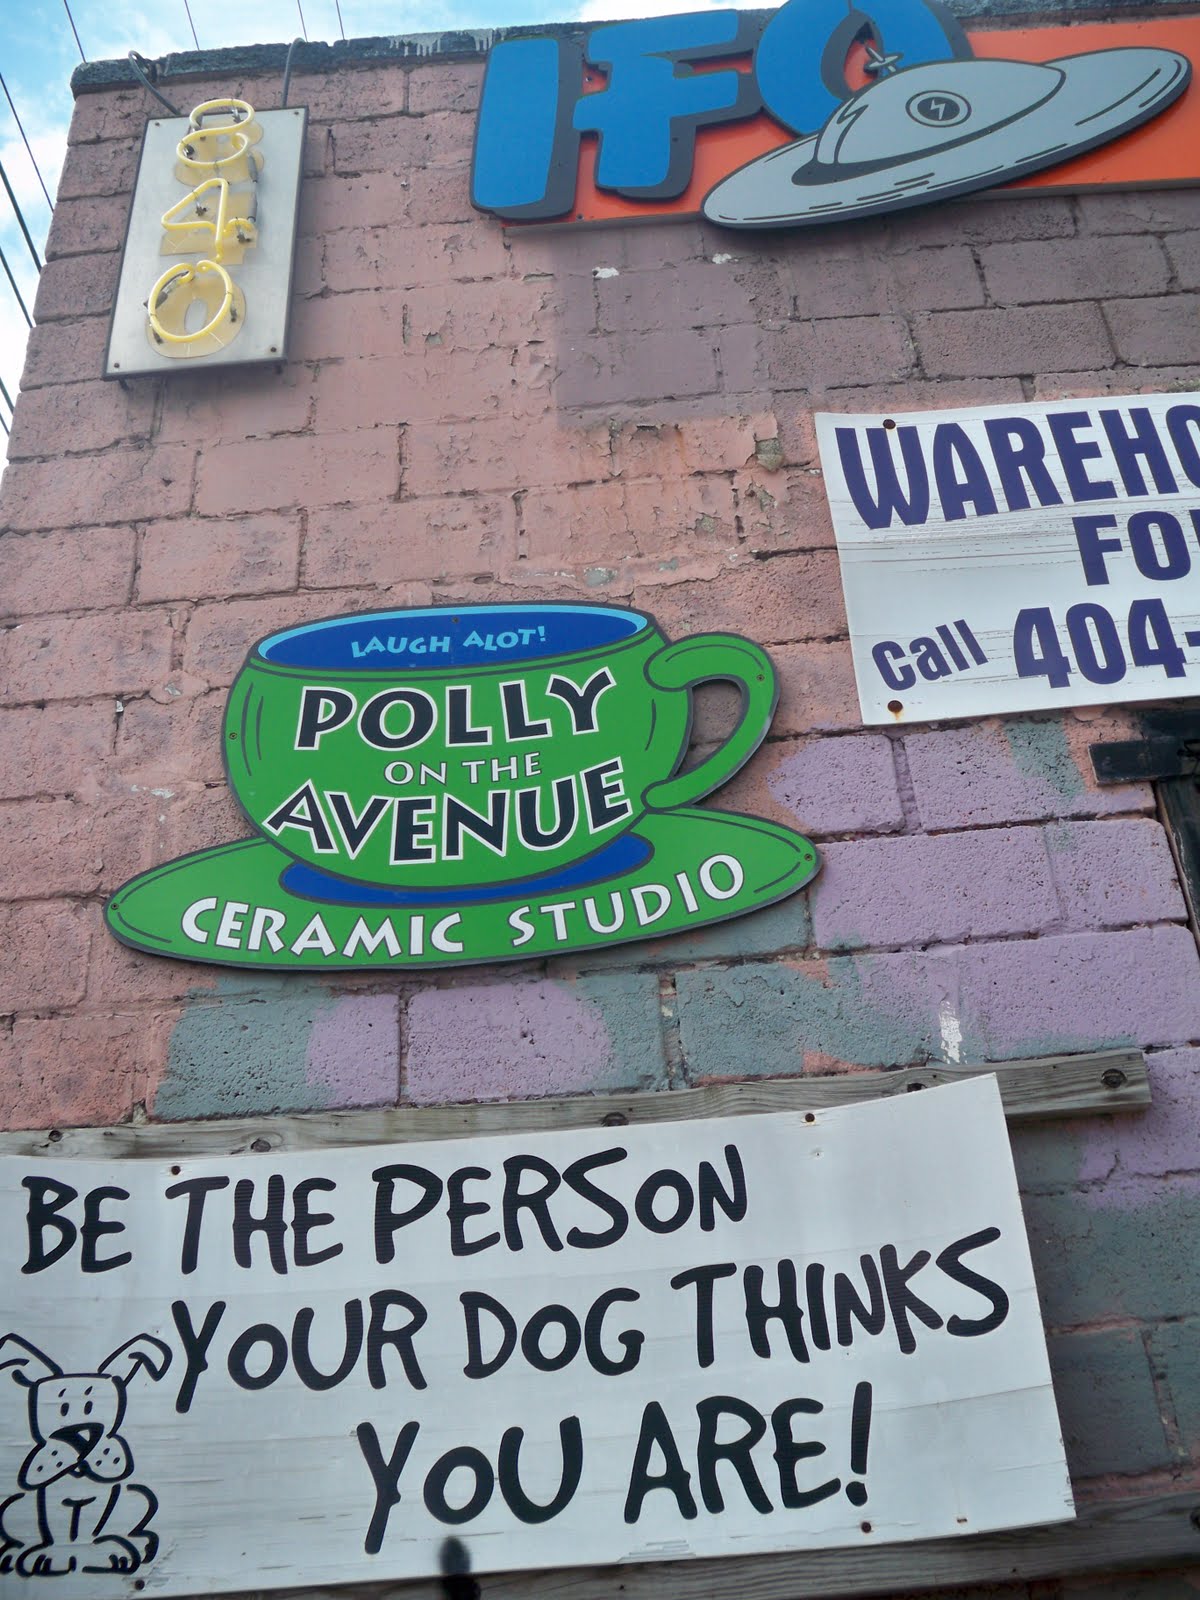 IFO
840
WAREHO
FO
Call 404-
LAUGH ALOT!
POLLY
ON THE
AVENUE
CERAMIC STUDIO
BE THE PERSON
YOUR DOG THINKS
YOU ARE!